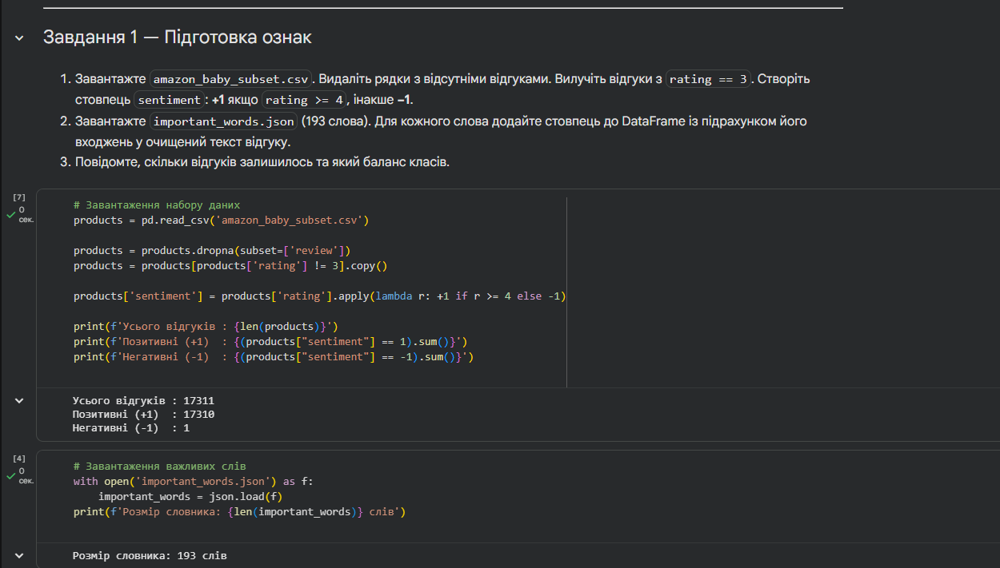 Завдання 1 — Підготовка ознак
1. Завантажте amazon_baby_subset.csv. Видаліть рядки з відсутніми відгуками. Вилучіть відгуки з rating == 3. Створіть
стовпець sentiment: +1 якщо rating >= 4, інакше −1.
2. Завантажте important_words.json (193 слова). Для кожного слова додайте стовпець до DataFrame із підрахунком його
входжень у очищений текст відгуку.
3. Повідомте, скільки відгуків залишилось та який баланс класів.
[7]
0
сек.
# Завантаження набору даних
products = pd.read_csv('amazon_baby_subset.csv')
products = products.dropna(subset=['review'])
products = products[products['rating'] != 3].copy()
products['sentiment'] = products['rating'].apply(lambda r: +1 if r >= 4 else -1)
print(f'Усього відгуків : {len(products)}')
print(f'Позитивні (+1)  : {(products["sentiment"] == 1).sum()}')
print(f'Негативні (-1)  : {(products["sentiment"] == -1).sum()}')
Усього відгуків : 17311
Позитивні (+1)  : 17310
Негативні (-1)  : 1
[4]
0
сек.
# Завантаження важливих слів
with open('important_words.json') as f:
    important_words = json.load(f)
print(f'Розмір словника: {len(important_words)} слів')
Розмір словника: 193 слів